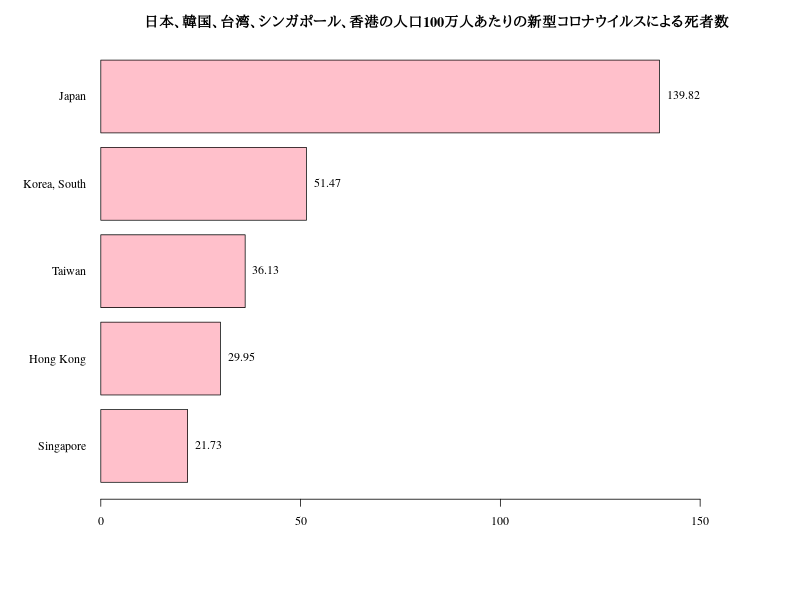 日本、韓国、台湾、シンガポール、香港の人口100万人あたりの新型コロナウイルスによる死者数
Japan 139.82
Korea, South 51.47
Taiwan 36.13
Hong Kong 29.95
Singapore 21.73
0 50 100 150